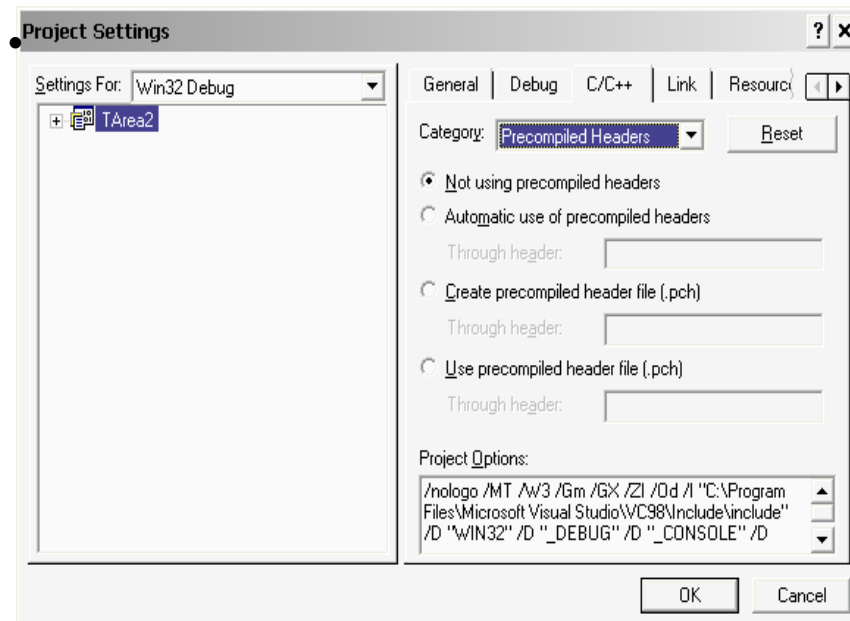 Project Settings
Settings For: Win32 Debug
TArea2
General Debug C/C++ Link Resourc
Category: Precompiled Headers Reset
Not using precompiled headers
Automatic use of precompiled headers
Through header:
Create precompiled header file (.pch)
Through header:
Use precompiled header file (.pch)
Through header:
Project Options:
/nologo /MT /W3 /Gm /GX /ZI /Od /I "C:\Program
Files\Microsoft Visual Studio\VC98\Include\include"
/D "WIN32" /D "_DEBUG" /D "_CONSOLE" /D
OK Cancel